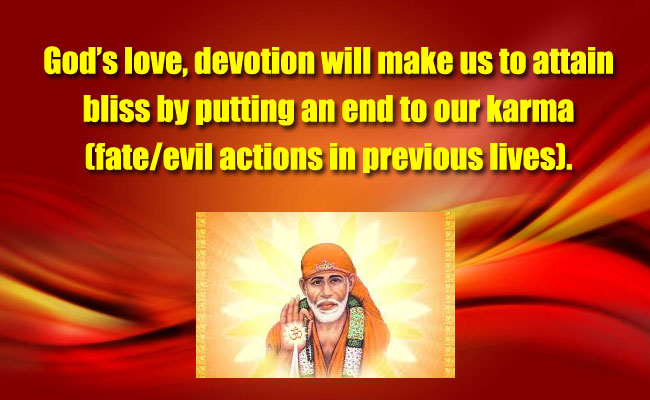 God's love, devotion will make us to attain
bliss by putting an end to our karma
(fate/evil actions in previous lives).
ॐ